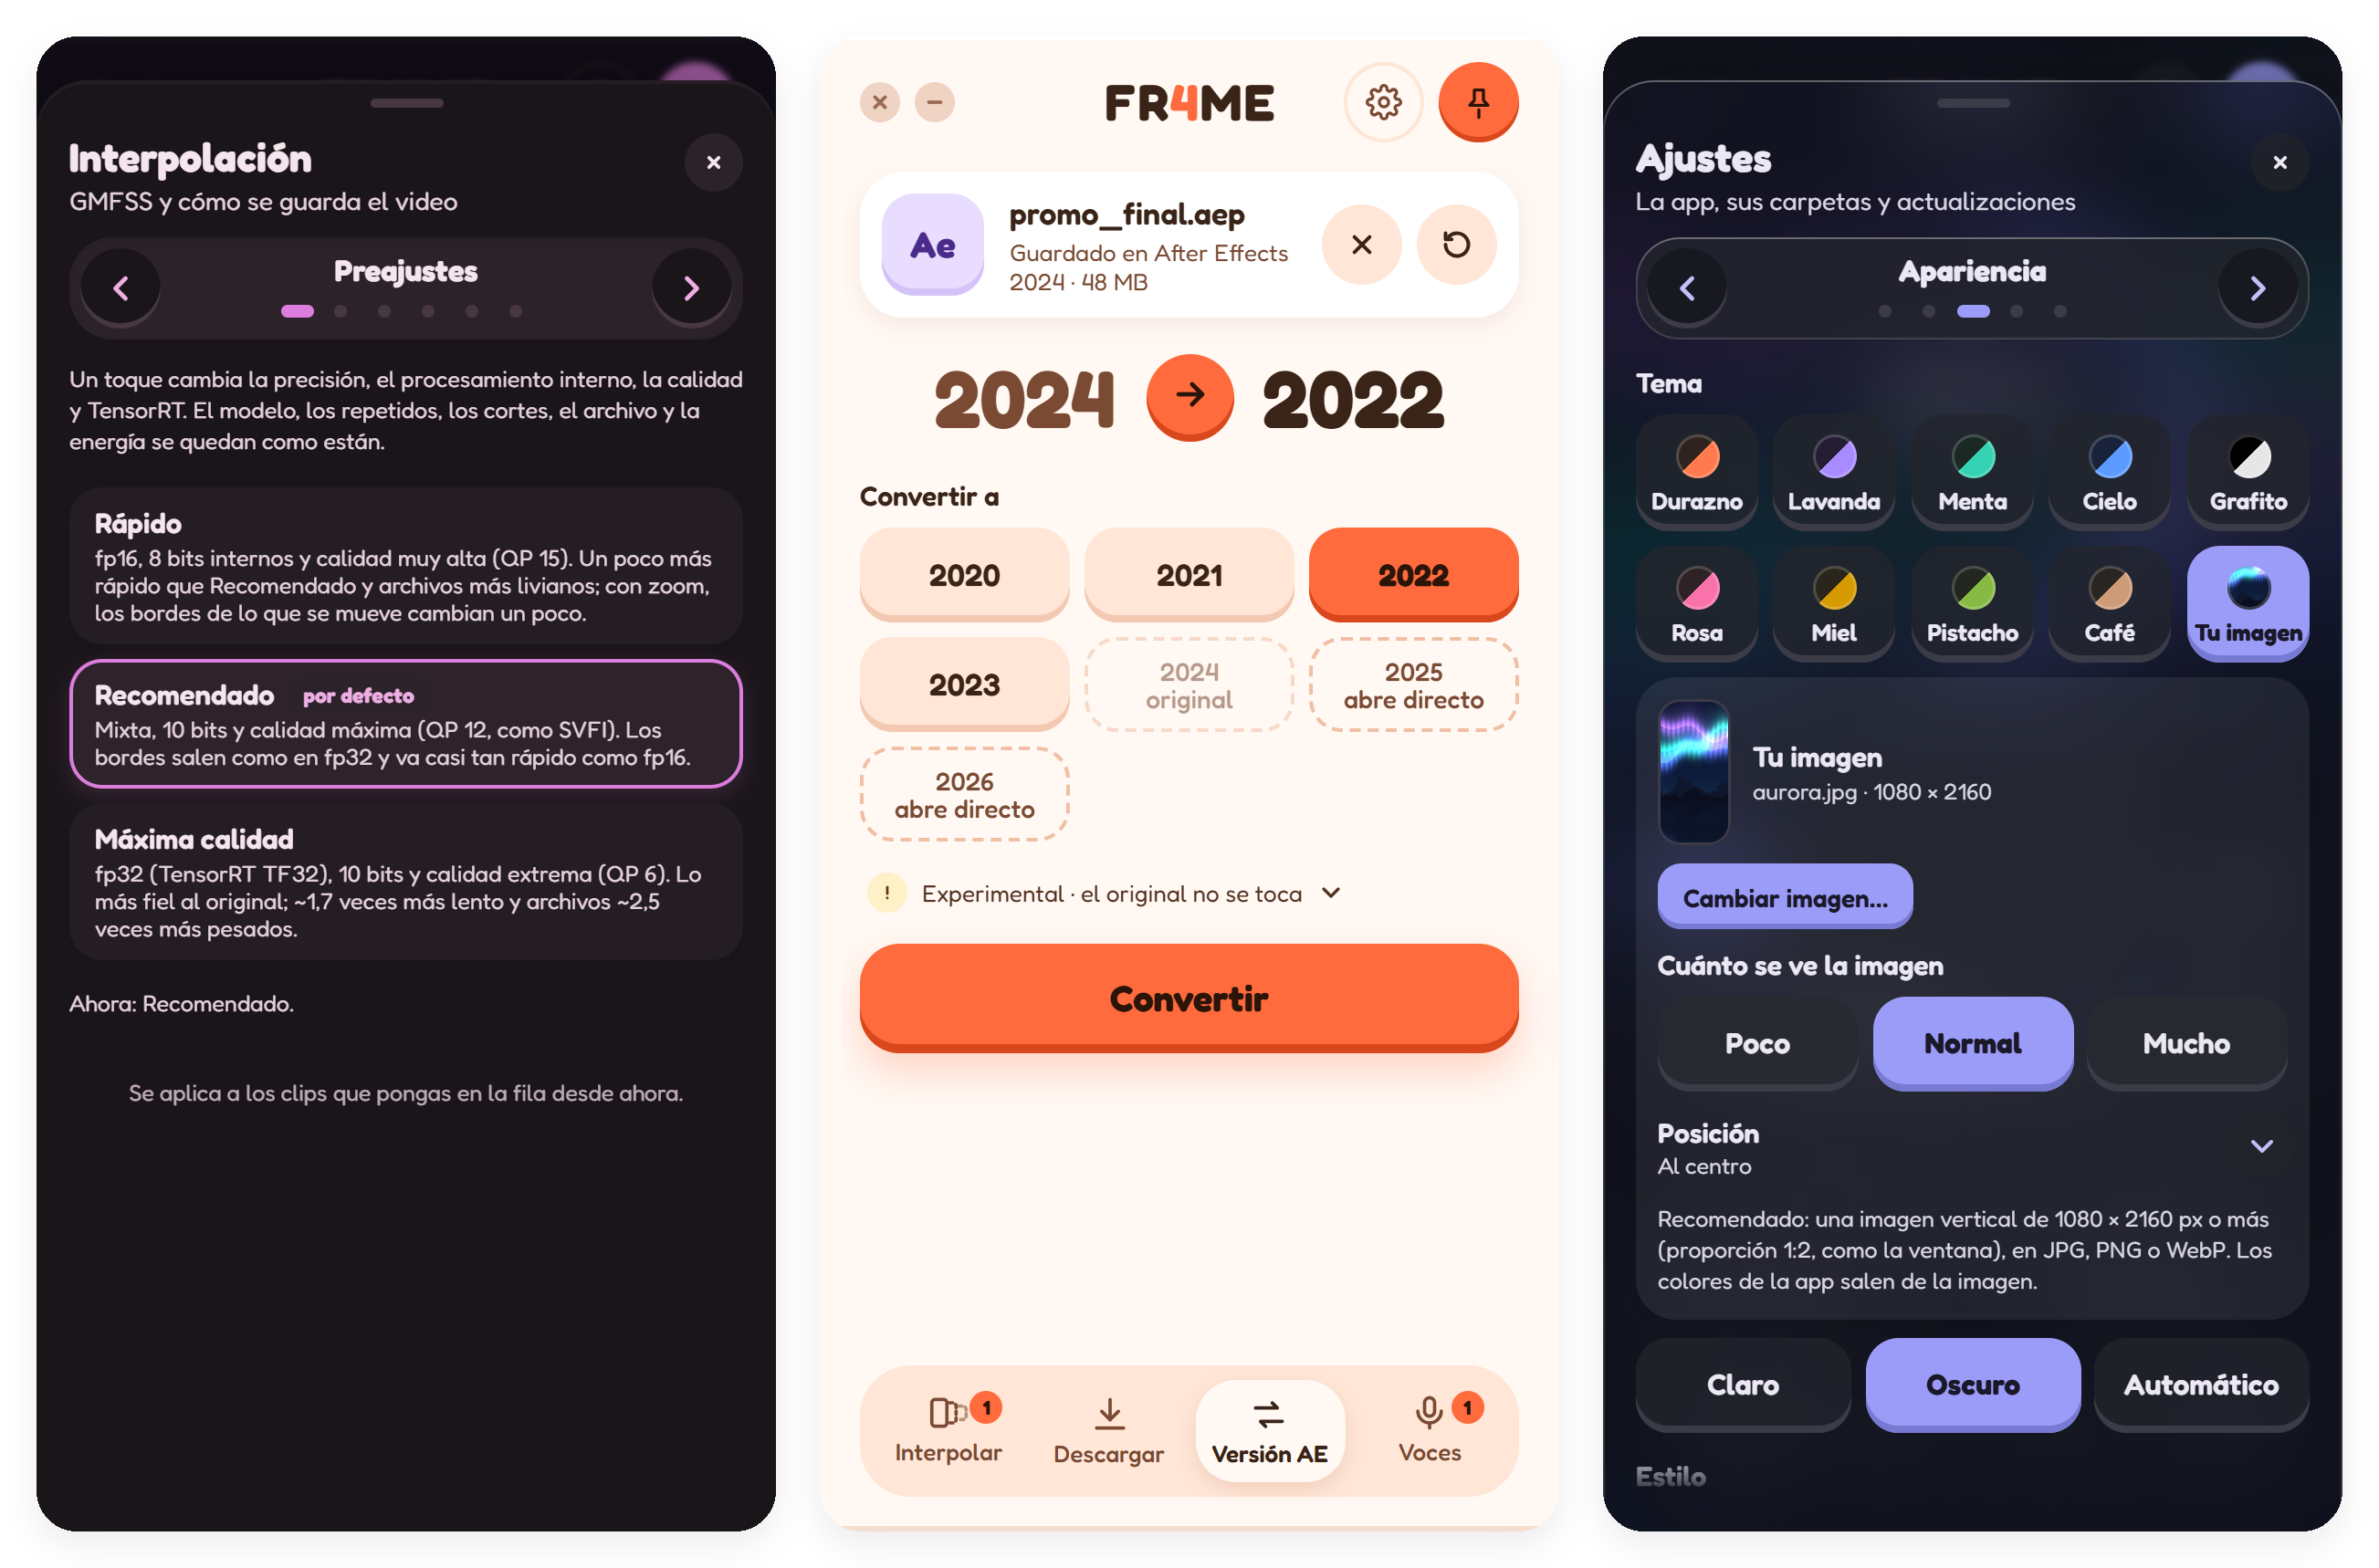 Interpolación
GMFSS y cómo se guarda el video
Preajustes
Un toque cambia la precisión, el procesamiento interno, la calidad
y TensorRT. El modelo, los repetidos, los cortes, el archivo y la
energía se quedan como están.
Rápido
fp16, 8 bits internos y calidad muy alta (QP 15). Un poco más
rápido que Recomendado y archivos más livianos; con zoom,
los bordes de lo que se mueve cambian un poco.
Recomendado por defecto
Mixta, 10 bits y calidad máxima (QP 12, como SVFI). Los
bordes salen como en fp32 y va casi tan rápido como fp16.
Máxima calidad
fp32 (TensorRT TF32), 10 bits y calidad extrema (QP 6). Lo
más fiel al original; ~1,7 veces más lento y archivos ~2,5
veces más pesados.
Ahora: Recomendado.
Se aplica a los clips que pongas en la fila desde ahora.
FR4ME
Ae
promo_final.aep
Guardado en After Effects
2024 · 48 MB
2024 → 2022
Convertir a
2020 2021 2022
2023
2024
original
2025
abre directo
2026
abre directo
! Experimental · el original no se toca
Convertir
1
Interpolar
Descargar
Versión AE
1
Voces
Ajustes
La app, sus carpetas y actualizaciones
Apariencia
Tema
Durazno Lavanda Menta Cielo Grafito
Rosa Miel Pistacho Café Tu imagen
Tu imagen
aurora.jpg · 1080 × 2160
Cambiar imagen...
Cuánto se ve la imagen
Poco Normal Mucho
Posición
Al centro
Recomendado: una imagen vertical de 1080 × 2160 px o más
(proporción 1:2, como la ventana), en JPG, PNG o WebP. Los
colores de la app salen de la imagen.
Claro Oscuro Automático
Estilo